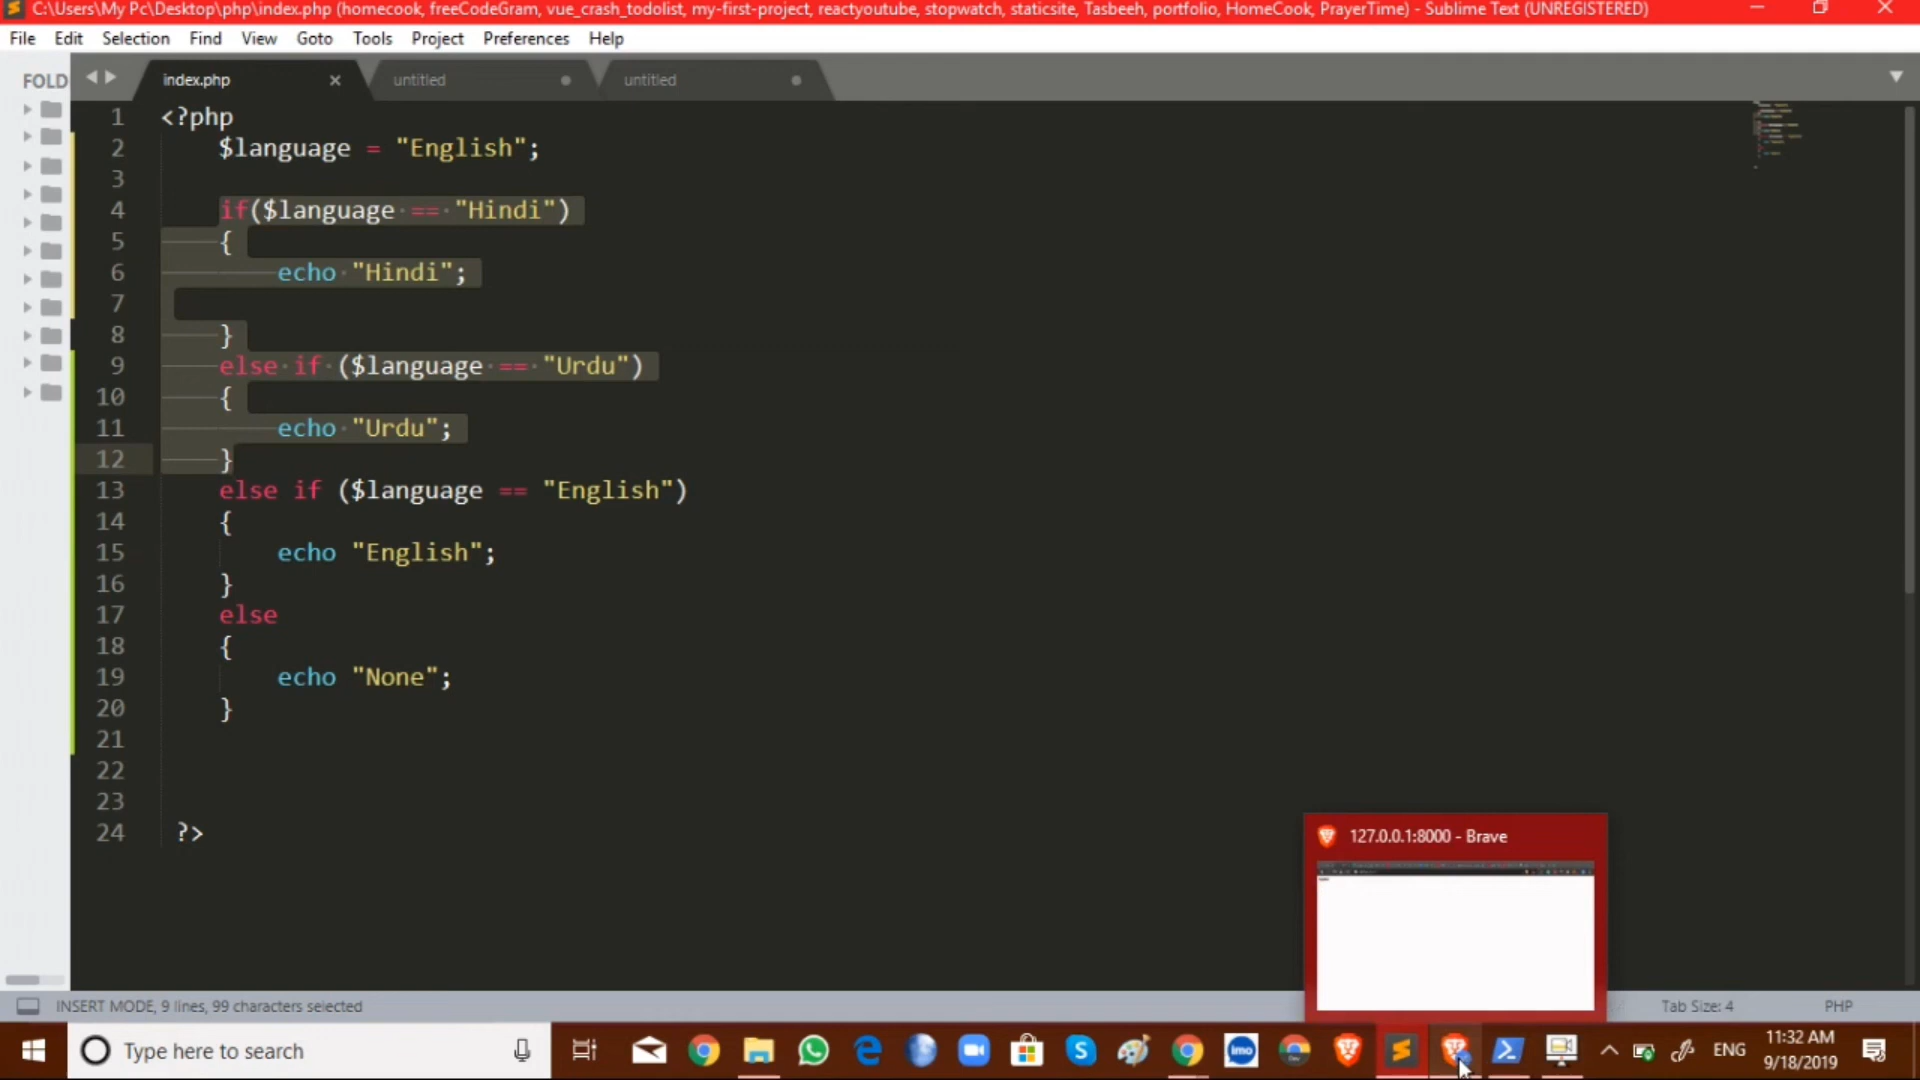 C:\Users\My Pc\Desktop\php\index.php (homecook, freeCodeGram, vue_crash_todolist, my-first-project, reactyoutube, stopwatch, staticsite, Tasbeeh, portfolio, HomeCook, PrayerTime) - Sublime Text (UNREGISTERED)
File Edit Selection Find View Goto Tools Project Preferences Help
FOLD
index.php untitled untitled
1 <?php
2 $language = "English";
3
4 if($language == "Hindi")
5 {
6 echo "Hindi";
7
8 }
9 else if ($language == "Urdu")
10 {
11 echo "Urdu";
12 }
13 else if ($language == "English")
14 {
15 echo "English";
16 }
17 else
18 {
19 echo "None";
20 }
21
22
23
24 ?>
127.0.0.1:8000 - Brave
INSERT MODE, 9 lines, 99 characters selected Tab Size: 4 PHP
Type here to search
imo
Dev
ENG
11:32 AM
9/18/2019